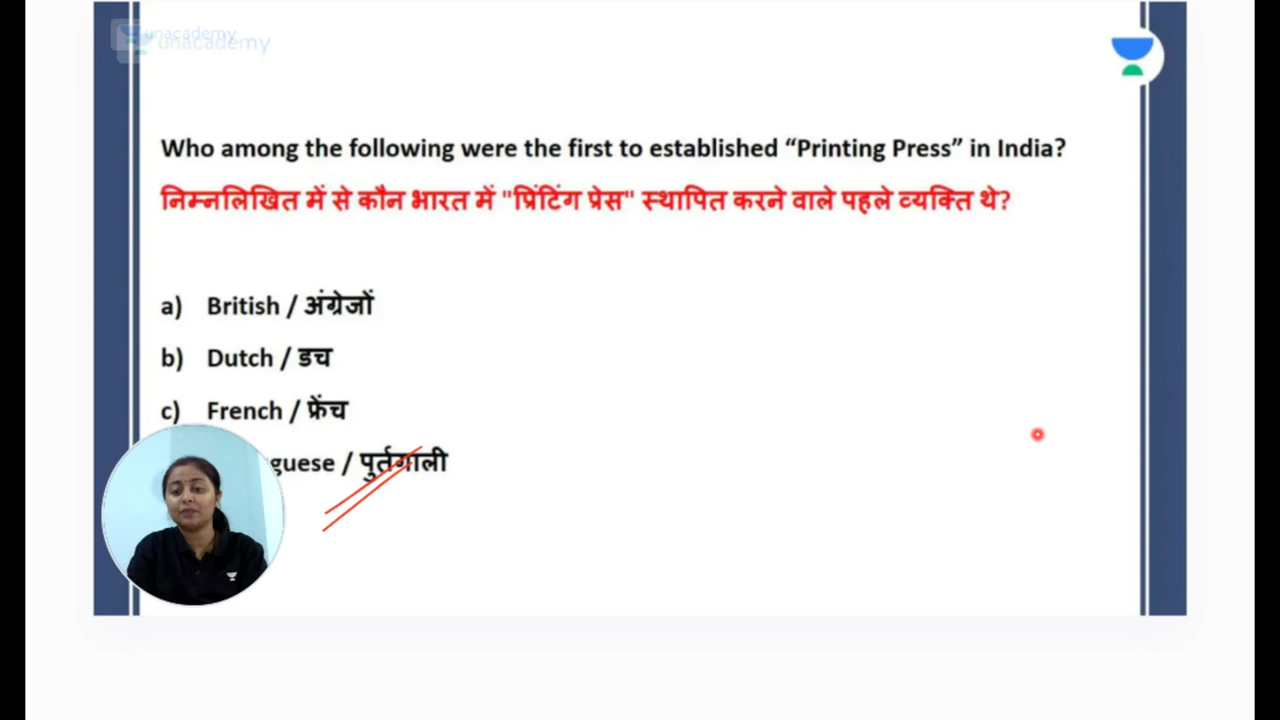 unacademy
unacademy
Who among the following were the first to established “Printing Press” in India?
निम्नलिखित में से कौन भारत में "प्रिंटिंग प्रेस" स्थापित करने वाले पहले व्यक्ति थे?
a) British / अंग्रेजों
b) Dutch / डच
c) French / फ्रेंच
guese / पुर्तगाली